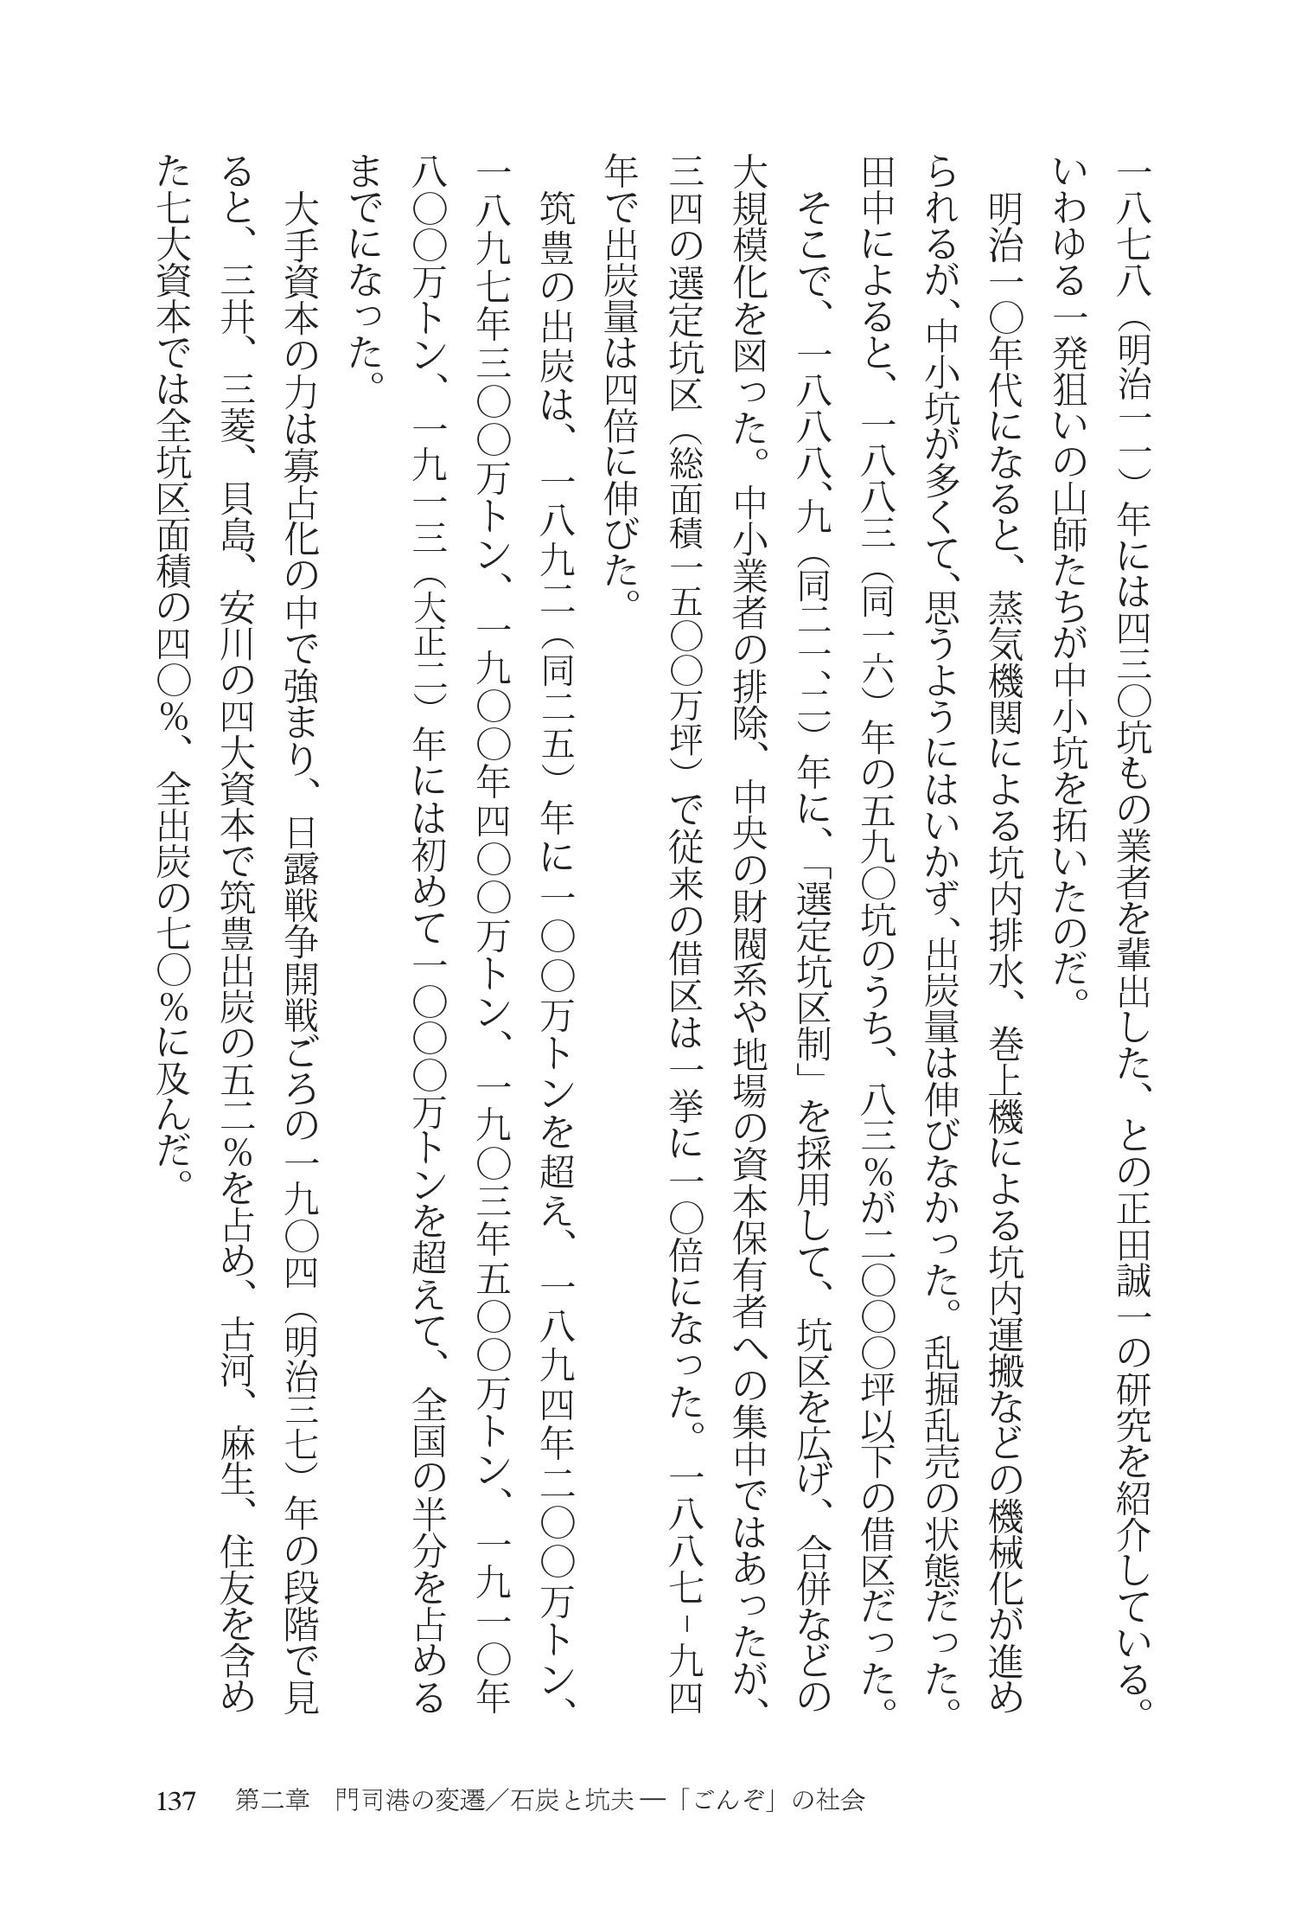 一八七八（明治一一）年には四三〇坑もの業者を輩出した、との正田誠一の研究を紹介している。
いわゆる一発狙いの山師たちが中小坑を拓いたのだ。
明治一〇年代になると、蒸気機関による坑内排水、巻上機による坑内運搬などの機械化が進め
られるが、中小坑が多くて、思うようにはいかず、出炭量は伸びなかった。乱掘乱売の状態だった。
田中によると、一八八三（同一六）年の五九〇坑のうち、八三％が二〇〇〇坪以下の借区だった。
そこで、一八八八、九（同二一、二）年に、「選定坑区制」を採用して、坑区を広げ、合併などの
大規模化を図った。中小業者の排除、中央の財閥系や地場の資本保有者への集中ではあったが、
三四の選定坑区（総面積一五〇〇万坪）で従来の借区は一挙に一〇倍になった。一八八七－九四
年で出炭量は四倍に伸びた。
筑豊の出炭は、一八九二（同二五）年に一〇〇万トンを超え、一八九四年二〇〇万トン、
一八九七年三〇〇万トン、一九〇〇年四〇〇万トン、一九〇三年五〇〇万トン、一九一〇年
八〇〇万トン、一九一三（大正二）年には初めて一〇〇〇万トンを超えて、全国の半分を占める
までになった。
大手資本の力は寡占化の中で強まり、日露戦争開戦ごろの一九〇四（明治三七）年の段階で見
ると、三井、三菱、貝島、安川の四大資本で筑豊出炭の五二％を占め、古河、麻生、住友を含め
た七大資本では全坑区面積の四〇％、全出炭の七〇％に及んだ。
137　第二章　門司港の変遷／石炭と坑夫―「ごんぞ」の社会